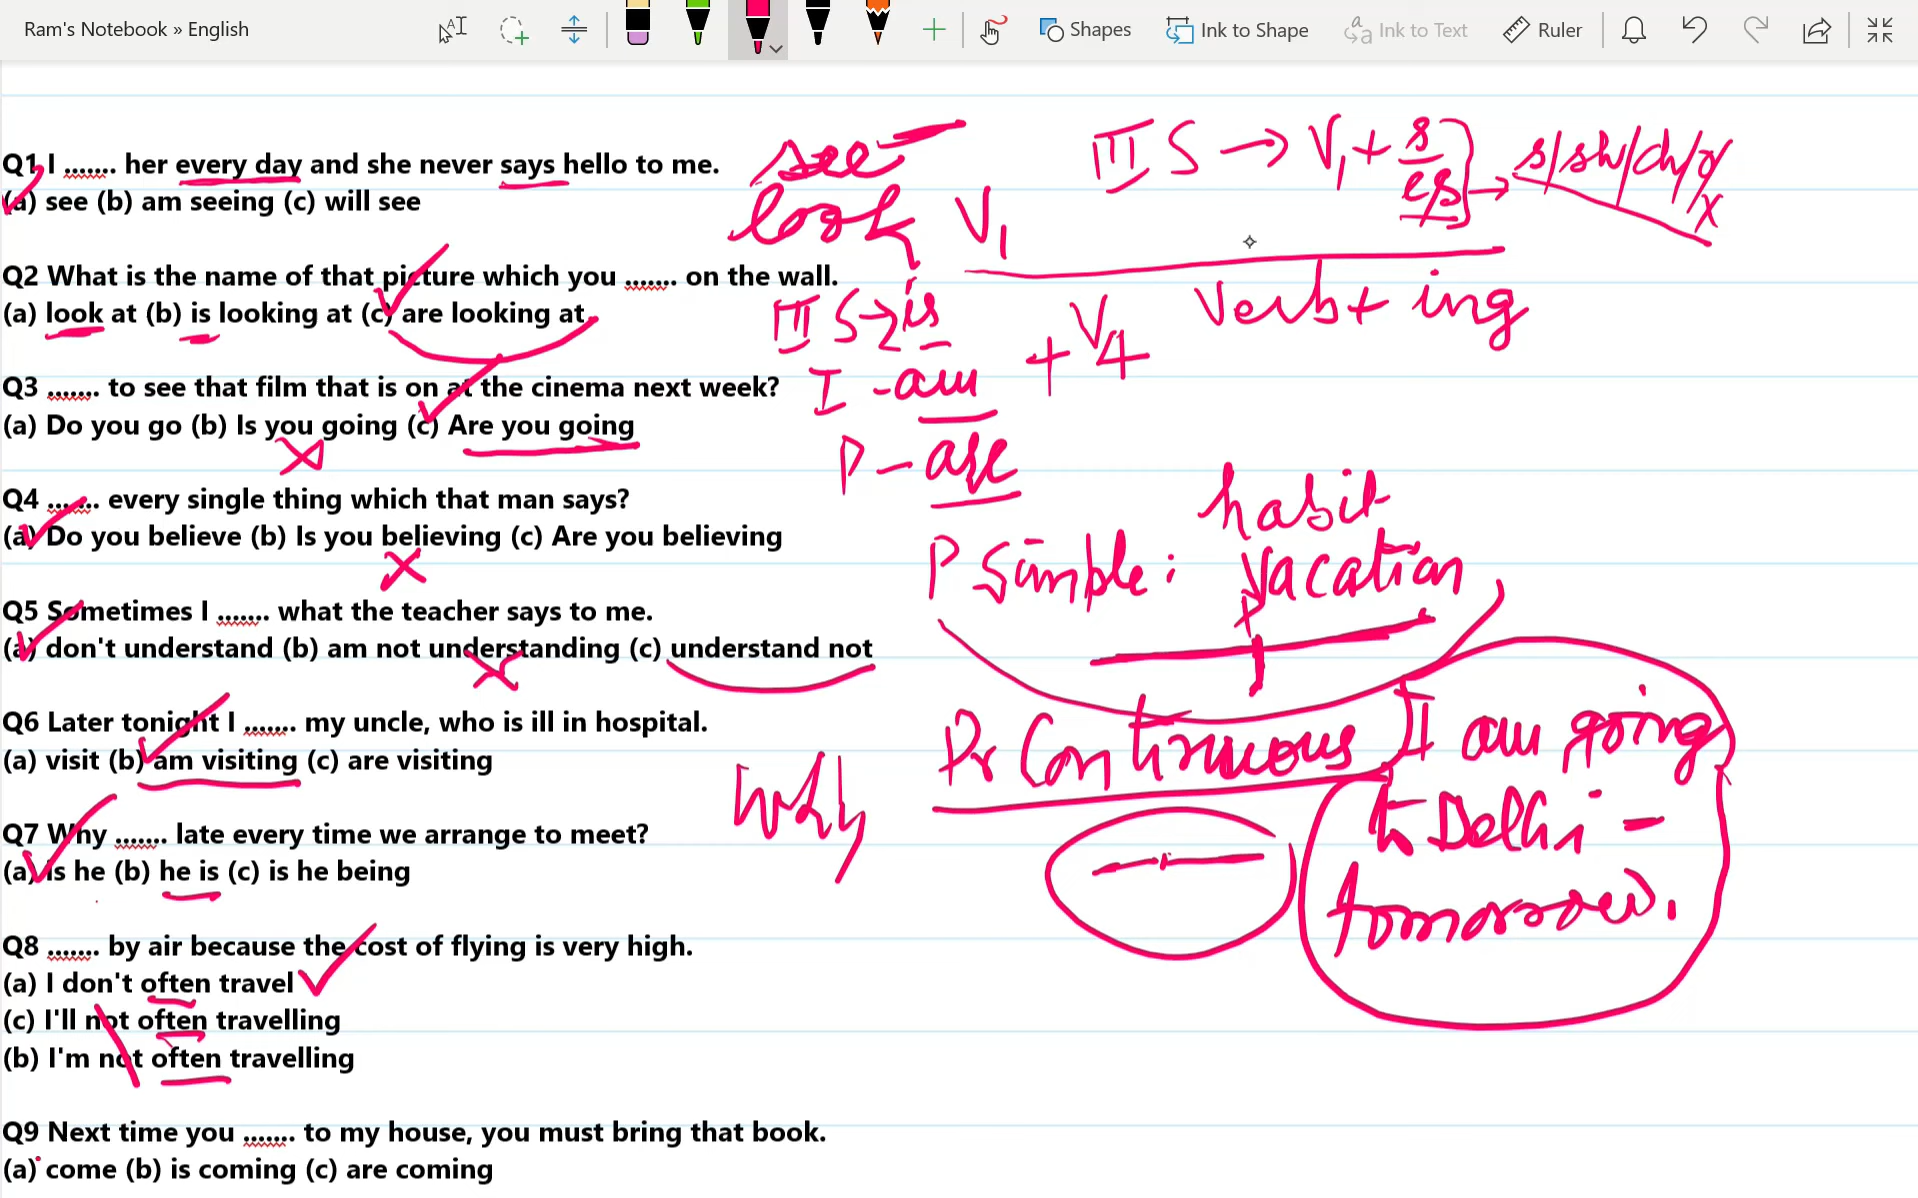 Ram's Notebook » English
Shapes
Ink to Shape
Ink to Text
Ruler
Q1 I ....... her every day and she never says hello to me.
(a) see (b) am seeing (c) will see
Q2 What is the name of that picture which you ....... on the wall.
(a) look at (b) is looking at (c) are looking at
Q3 ....... to see that film that is on at the cinema next week?
(a) Do you go (b) Is you going (c) Are you going
Q4 ....... every single thing which that man says?
(a) Do you believe (b) Is you believing (c) Are you believing
Q5 Sometimes I ....... what the teacher says to me.
(a) don't understand (b) am not understanding (c) understand not
Q6 Later tonight I ....... my uncle, who is ill in hospital.
(a) visit (b) am visiting (c) are visiting
Q7 Why ....... late every time we arrange to meet?
(a) is he (b) he is (c) is he being
Q8 ....... by air because the cost of flying is very high.
(a) I don't often travel
(c) I'll not often travelling
(b) I'm not often travelling
Q9 Next time you ....... to my house, you must bring that book.
(a) come (b) is coming (c) are coming
see
look V1
III S → V1 + s
es → s/sh/ch/o/x
III S → is
I - am + V4
P - are
Verb + ing
habit
P Simple : vacation
Pr Continuous I am going
to Delhi -
tomorrow.
Why